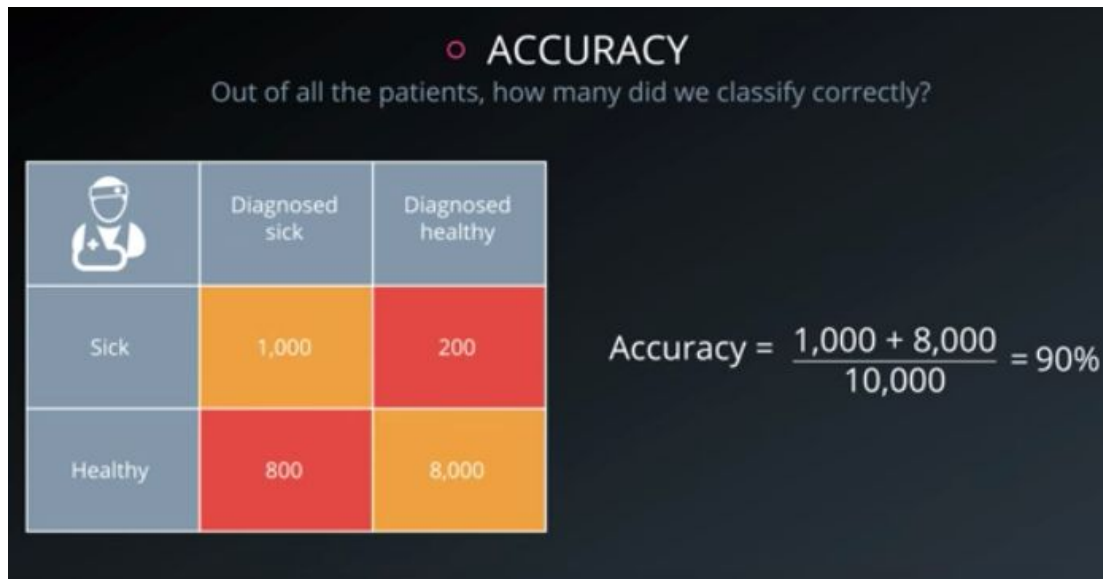 ACCURACY
Out of all the patients, how many did we classify correctly?
Diagnosed sick
Diagnosed healthy
Sick
1,000
200
Healthy
800
8,000
Accuracy = 1,000 + 8,000 / 10,000 = 90%